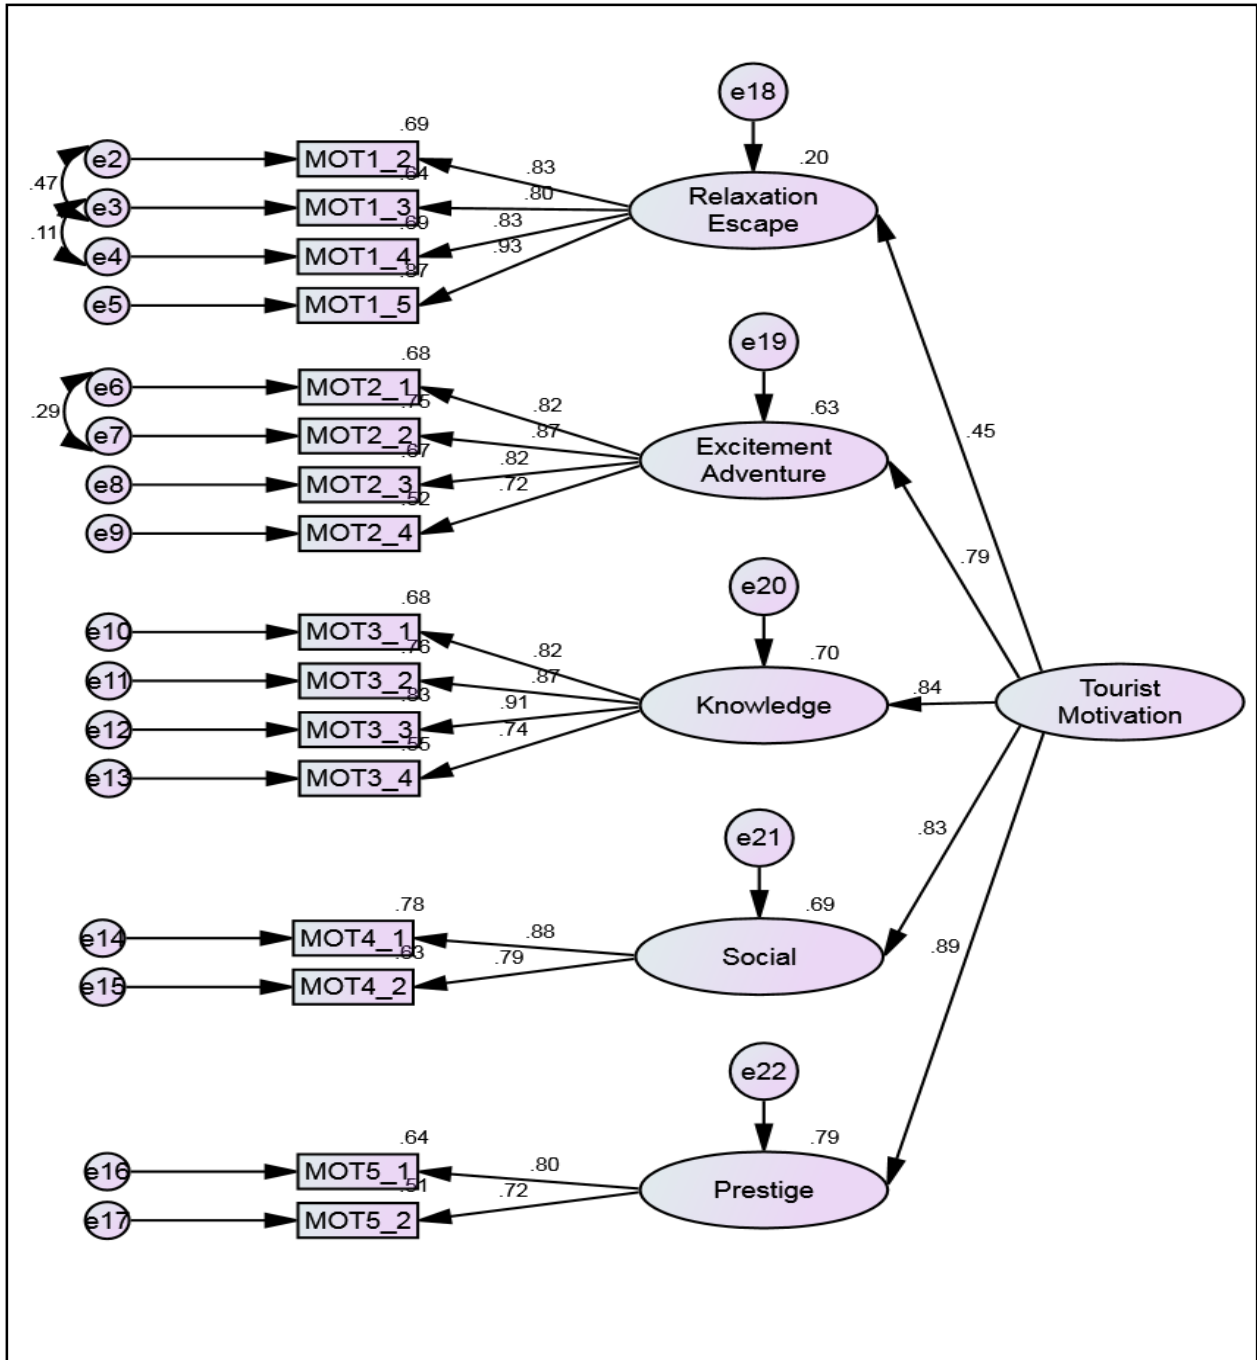 e18
.69
.20
e2
MOT1_2
.83
.64
.47
e3
MOT1_3
.80
Relaxation
Escape
.69
.83
.11
e4
MOT1_4
.93
.87
e5
MOT1_5
e19
.68
.63
e6
MOT2_1
.82
.75
.29
e7
MOT2_2
.87
Excitement
Adventure
.45
.67
.82
e8
MOT2_3
.72
.52
e9
MOT2_4
.79
e20
.68
.70
e10
MOT3_1
.82
.76
e11
MOT3_2
.87
.83
.91
Knowledge
.84
Tourist
Motivation
e12
MOT3_3
.74
.55
e13
MOT3_4
e21
.83
.78
.69
e14
MOT4_1
.88
.63
.79
Social
.89
e15
MOT4_2
e22
.64
.79
e16
MOT5_1
.80
.51
.72
Prestige
e17
MOT5_2